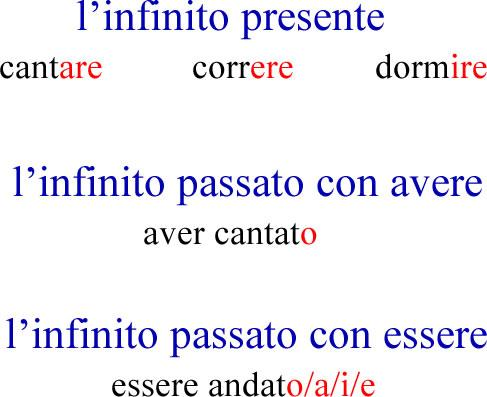 l’infinito presente
cantare correre dormire
l’infinito passato con avere
aver cantato
l’infinito passato con essere
essere andato/a/i/e